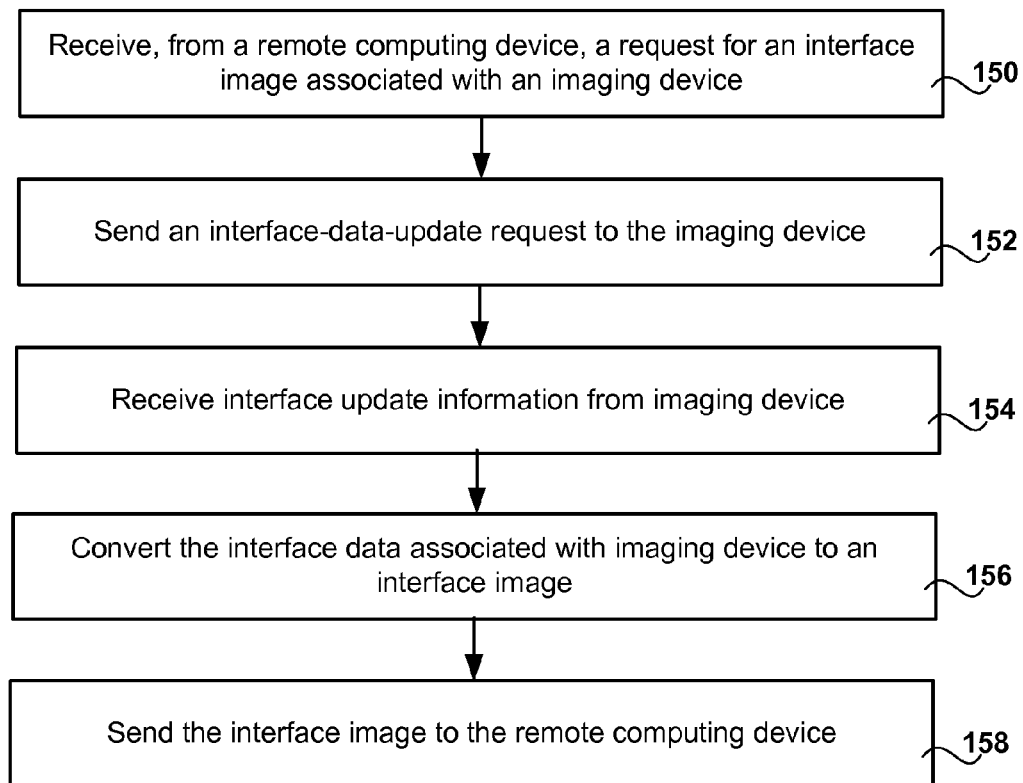 Receive, from a remote computing device, a request for an interface
image associated with an imaging device
150
Send an interface-data-update request to the imaging device
152
Receive interface update information from imaging device
154
Convert the interface data associated with imaging device to an
interface image
156
Send the interface image to the remote computing device
158